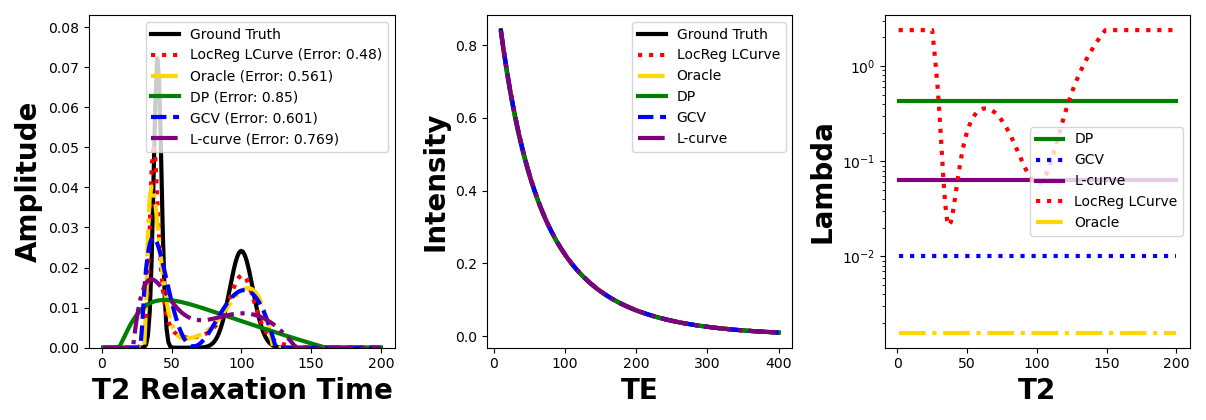 Amplitude
0.08
0.07
0.06
0.05
0.04
0.03
0.02
0.01
0.00
0
50
100
150
200
T2 Relaxation Time
Ground Truth
LocReg LCurve (Error: 0.48)
Oracle (Error: 0.561)
DP (Error: 0.85)
GCV (Error: 0.601)
L-curve (Error: 0.769)
Intensity
0.8
0.6
0.4
0.2
0.0
0
100
200
300
400
TE
Ground Truth
LocReg LCurve
Oracle
DP
GCV
L-curve
Lambda
10⁰
10⁻¹
10⁻²
0
50
100
150
200
T2
DP
GCV
L-curve
LocReg LCurve
Oracle